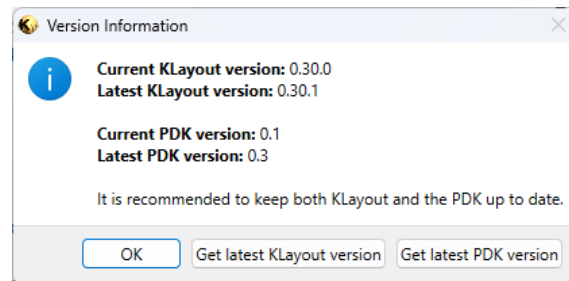 Version Information
Current KLayout version: 0.30.0
Latest KLayout version: 0.30.1
Current PDK version: 0.1
Latest PDK version: 0.3
It is recommended to keep both KLayout and the PDK up to date.
OK Get latest KLayout version Get latest PDK version